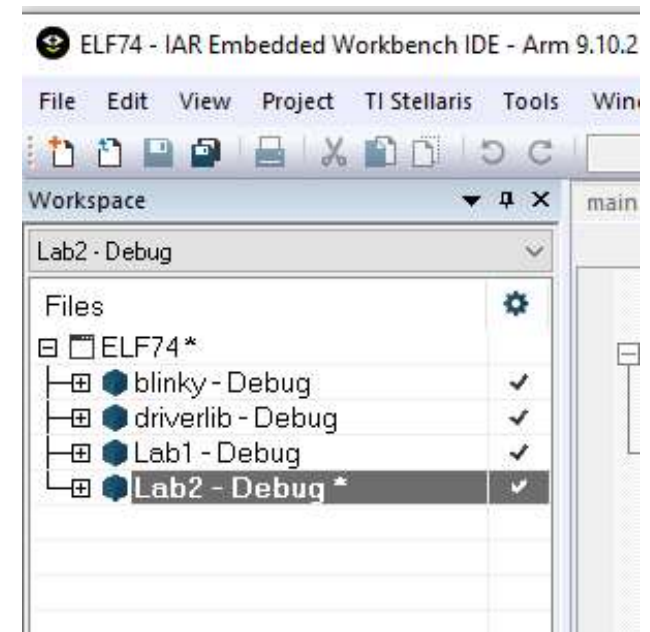 ELF74 - IAR Embedded Workbench IDE - Arm 9.10.2
File Edit View Project TI Stellaris Tools
Workspace
main
Lab2 - Debug
Files
ELF74 *
blinky - Debug
driverlib - Debug
Lab1 - Debug
Lab2 - Debug *